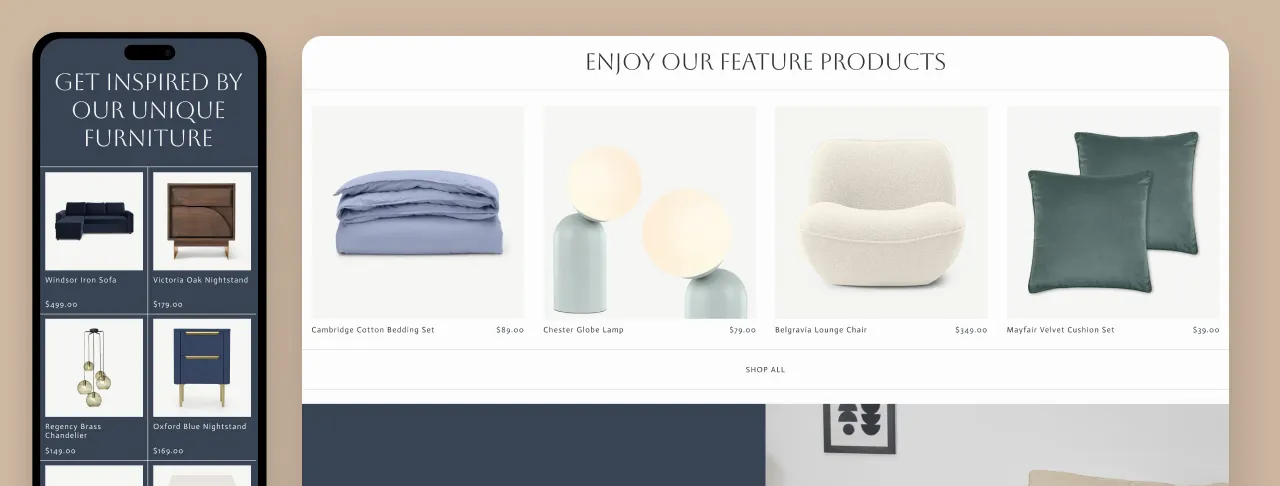 GET INSPIRED BY
OUR UNIQUE
FURNITURE
Windsor Iron Sofa
$499.00
Victoria Oak Nightstand
$179.00
Regency Brass
Chandelier
$149.00
Oxford Blue Nightstand
$169.00
ENJOY OUR FEATURE PRODUCTS
Cambridge Cotton Bedding Set
$89.00
Chester Globe Lamp
$79.00
Belgravia Lounge Chair
$349.00
Mayfair Velvet Cushion Set
$39.00
SHOP ALL